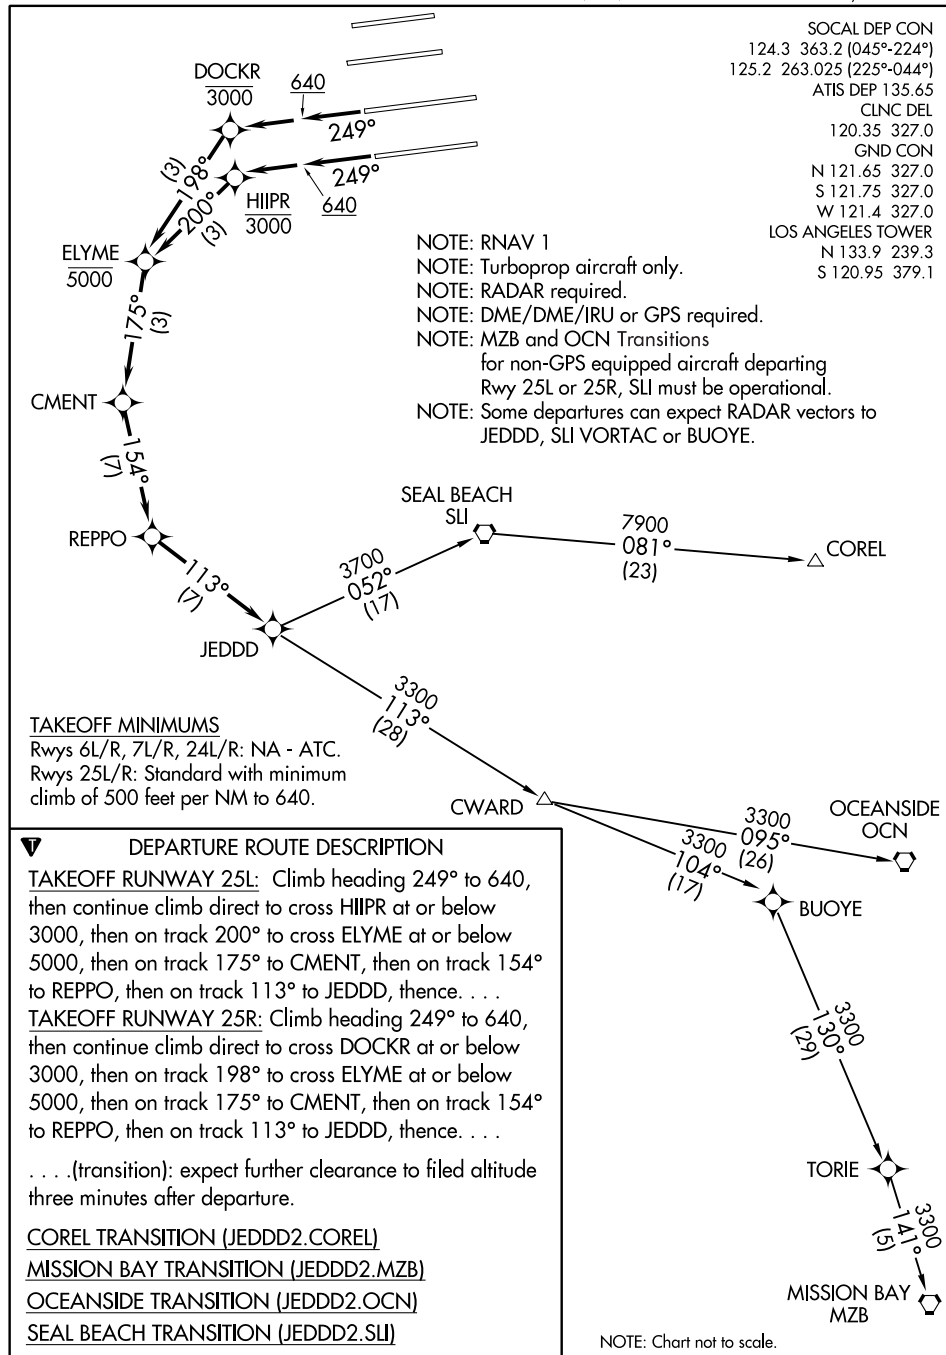 SOCAL DEP CON
124.3 363.2 (045°-224°)
125.2 263.025 (225°-044°)
ATIS DEP 135.65
CLNC DEL
120.35 327.0
GND CON
N 121.65 327.0
S 121.75 327.0
W 121.4 327.0
LOS ANGELES TOWER
N 133.9 239.3
S 120.95 379.1
DOCKR
3000
640
249°
249°
640
HIIPR
3000
(3)
198°
200°
(3)
ELYME
5000
175°
(3)
CMENT
154°
(7)
REPPO
113°
(7)
JEDDD
NOTE: RNAV 1
NOTE: Turboprop aircraft only.
NOTE: RADAR required.
NOTE: DME/DME/IRU or GPS required.
NOTE: MZB and OCN Transitions
for non-GPS equipped aircraft departing
Rwy 25L or 25R, SLI must be operational.
NOTE: Some departures can expect RADAR vectors to
JEDDD, SLI VORTAC or BUOYE.
SEAL BEACH
SLI
3700
052°
(17)
7900
081°
(23)
COREL
3300
113°
(28)
CWARD
3300
095°
(26)
OCEANSIDE
OCN
3300
104°
(17)
BUOYE
3300
130°
(29)
TORIE
3300
141°
(5)
MISSION BAY
MZB
TAKEOFF MINIMUMS
Rwys 6L/R, 7L/R, 24L/R: NA - ATC.
Rwys 25L/R: Standard with minimum
climb of 500 feet per NM to 640.
T
DEPARTURE ROUTE DESCRIPTION
TAKEOFF RUNWAY 25L: Climb heading 249° to 640,
then continue climb direct to cross HIIPR at or below
3000, then on track 200° to cross ELYME at or below
5000, then on track 175° to CMENT, then on track 154°
to REPPO, then on track 113° to JEDDD, thence. . . .
TAKEOFF RUNWAY 25R: Climb heading 249° to 640,
then continue climb direct to cross DOCKR at or below
3000, then on track 198° to cross ELYME at or below
5000, then on track 175° to CMENT, then on track 154°
to REPPO, then on track 113° to JEDDD, thence. . . .
. . . .(transition): expect further clearance to filed altitude
three minutes after departure.
COREL TRANSITION (JEDDD2.COREL)
MISSION BAY TRANSITION (JEDDD2.MZB)
OCEANSIDE TRANSITION (JEDDD2.OCN)
SEAL BEACH TRANSITION (JEDDD2.SLI)
NOTE: Chart not to scale.